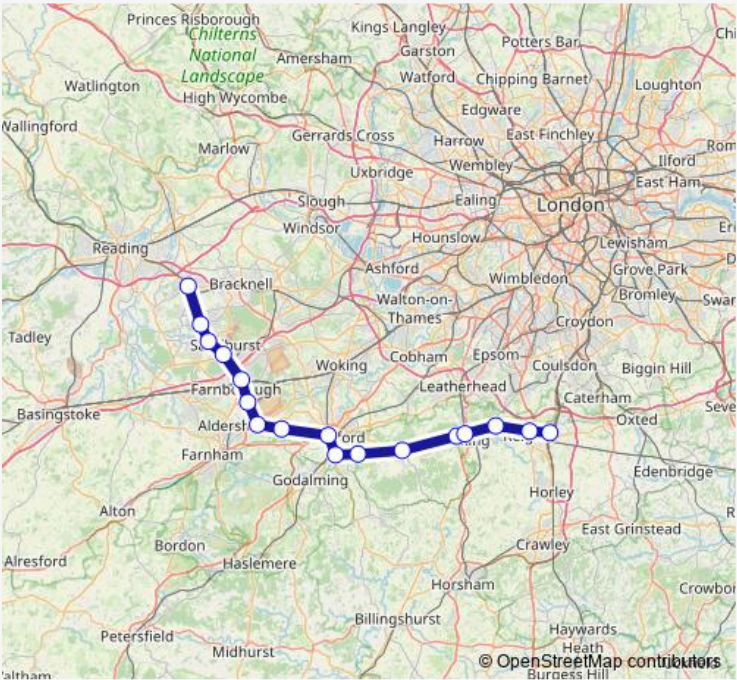 Princes Risborough
Kings Langley
Chilterns
National
Landscape
Potters Bar
Garston
Amersham
Watford
Chipping Barnet
Loughton
Watlington
High Wycombe
Edgware
Wallingford
Gerrards Cross
Harrow
East Finchley
Marlow
Wembley
Ilford
Uxbridge
East Ham
Slough
Ealing
London
Windsor
Hounslow
Lewisham
Reading
Ashford
Wimbledon
Grove Park
Bracknell
Bromley
Walton-on-
Thames
Croydon
Tadley
Woking
Cobham
Epsom
Coulsdon
Biggin Hill
Leatherhead
Caterham
Basingstoke
Oxted
Farnham
Godalming
Edenbridge
Horley
Alton
East Grinstead
Bordon
Crawley
Alresford
Haslemere
Horsham
Billingshurst
Petersfield
Haywards
Heath
Midhurst
© OpenStreetMap contributors
Burgess Hill